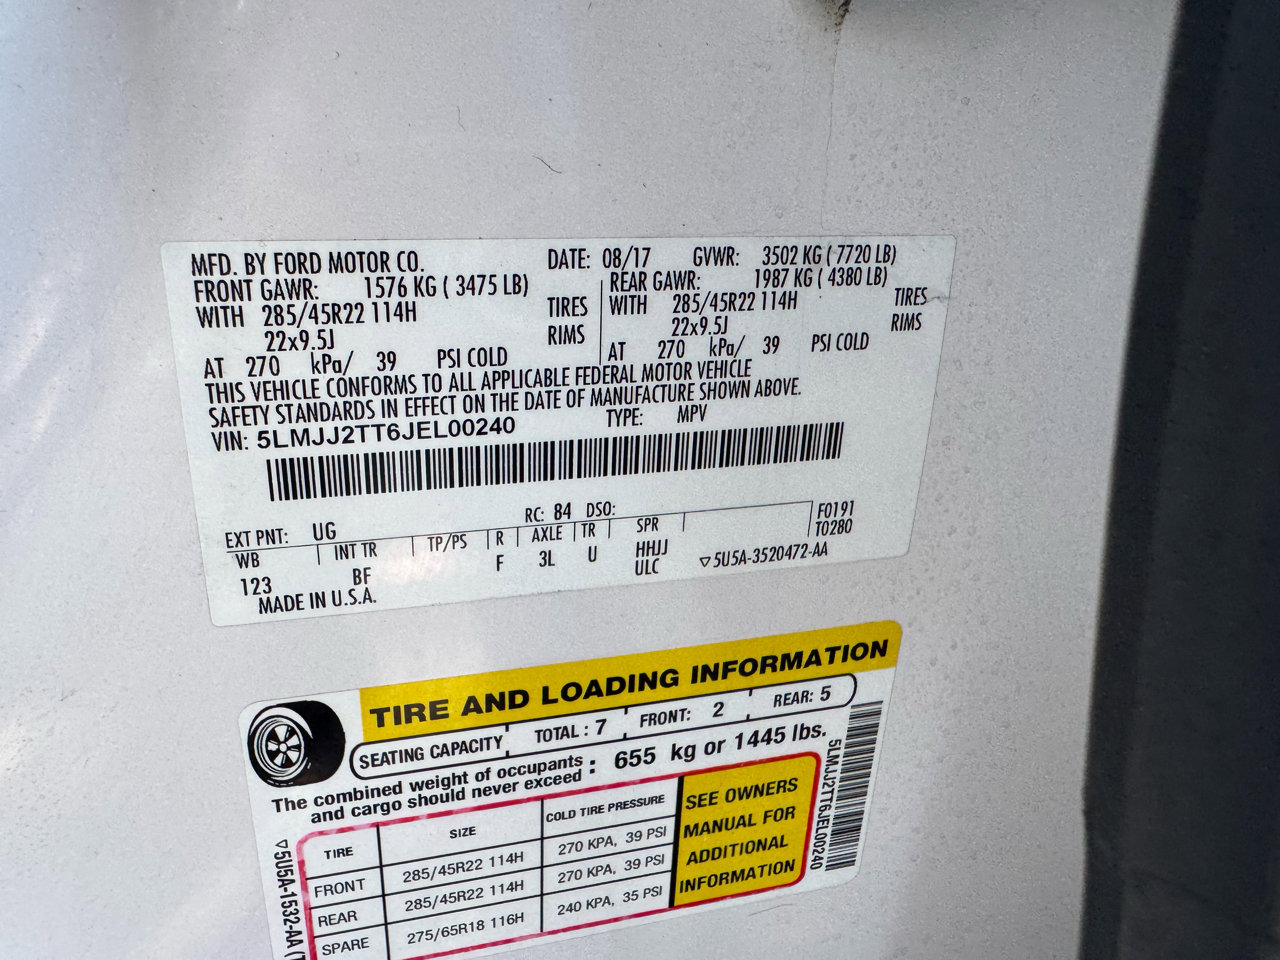 MFD. BY FORD MOTOR CO. DATE: 08/17 GVWR: 3502 KG ( 7720 LB)
FRONT GAWR: 1576 KG ( 3475 LB) REAR GAWR: 1987 KG ( 4380 LB)
WITH 285/45R22 114H TIRES WITH 285/45R22 114H TIRES
22x9.5J RIMS 22x9.5J RIMS
AT 270 kPa/ 39 PSI COLD AT 270 kPa/ 39 PSI COLD
THIS VEHICLE CONFORMS TO ALL APPLICABLE FEDERAL MOTOR VEHICLE
SAFETY STANDARDS IN EFFECT ON THE DATE OF MANUFACTURE SHOWN ABOVE.
VIN: 5LMJJ2TT6JEL00240 TYPE: MPV
EXT PNT: UG RC: 84 DSO: F0191
WB INT TR TP/PS R AXLE TR SPR T0280
123 BF F 3L U HHJJ
ULC ▽5U5A-3520472-AA
MADE IN U.S.A.
TIRE AND LOADING INFORMATION
SEATING CAPACITY TOTAL : 7 FRONT: 2 REAR: 5
The combined weight of occupants
and cargo should never exceed : 655 kg or 1445 lbs.
TIRE SIZE COLD TIRE PRESSURE
FRONT 285/45R22 114H 270 KPA, 39 PSI
REAR 285/45R22 114H 270 KPA, 39 PSI
SPARE 275/65R18 116H 240 KPA, 35 PSI
SEE OWNERS
MANUAL FOR
ADDITIONAL
INFORMATION
5LMJJ2TT6JEL00240
▽5U5A-1532-AA (T